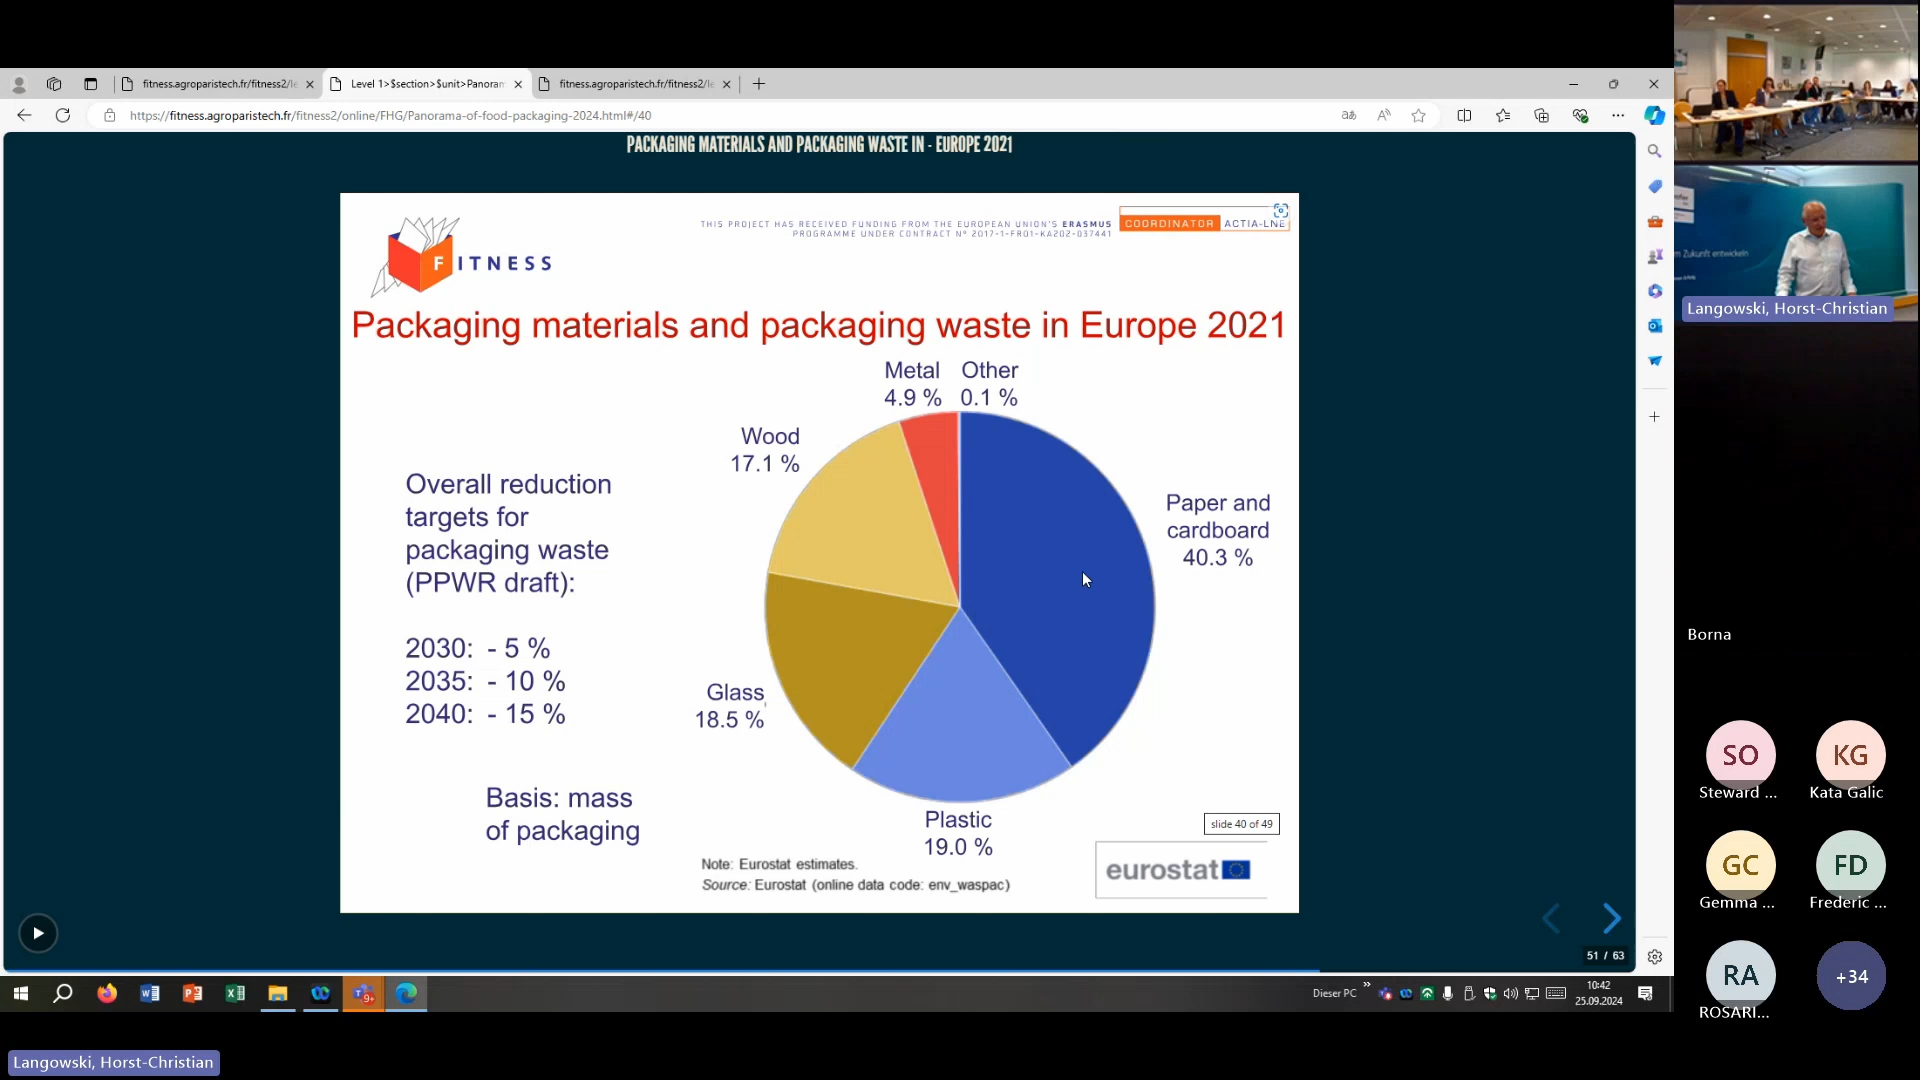 fitness.agroparistech.fr/fitness2/le
Level 1>$section>$unit>Panoram
fitness.agroparistech.fr/fitness2/le
https://fitness.agroparistech.fr/fitness2/online/FHG/Panorama-of-food-packaging-2024.html#/40
PACKAGING MATERIALS AND PACKAGING WASTE IN - EUROPE 2021
THIS PROJECT HAS RECEIVED FUNDING FROM THE EUROPEAN UNION'S ERASMUS
PROGRAMME UNDER CONTRACT N° 2017-1-FR01-KA202-037441
COORDINATOR ACTIA-LNE
FITNESS
Packaging materials and packaging waste in Europe 2021
Metal
4.9 %
Other
0.1 %
Wood
17.1 %
Paper and
cardboard
40.3 %
Overall reduction
targets for
packaging waste
(PPWR draft):
2030: - 5 %
2035: - 10 %
2040: - 15 %
Glass
18.5 %
Basis: mass
of packaging
Plastic
19.0 %
slide 40 of 49
Note: Eurostat estimates.
Source: Eurostat (online data code: env_waspac)
eurostat
51 / 63
Dieser PC
10:42
25.09.2024
Langowski, Horst-Christian
Zukunft entwickeln
Langowski, Horst-Christian
Borna
SO
Steward ...
KG
Kata Galic
GC
Gemma ...
FD
Frederic ...
RA
ROSARI...
+34